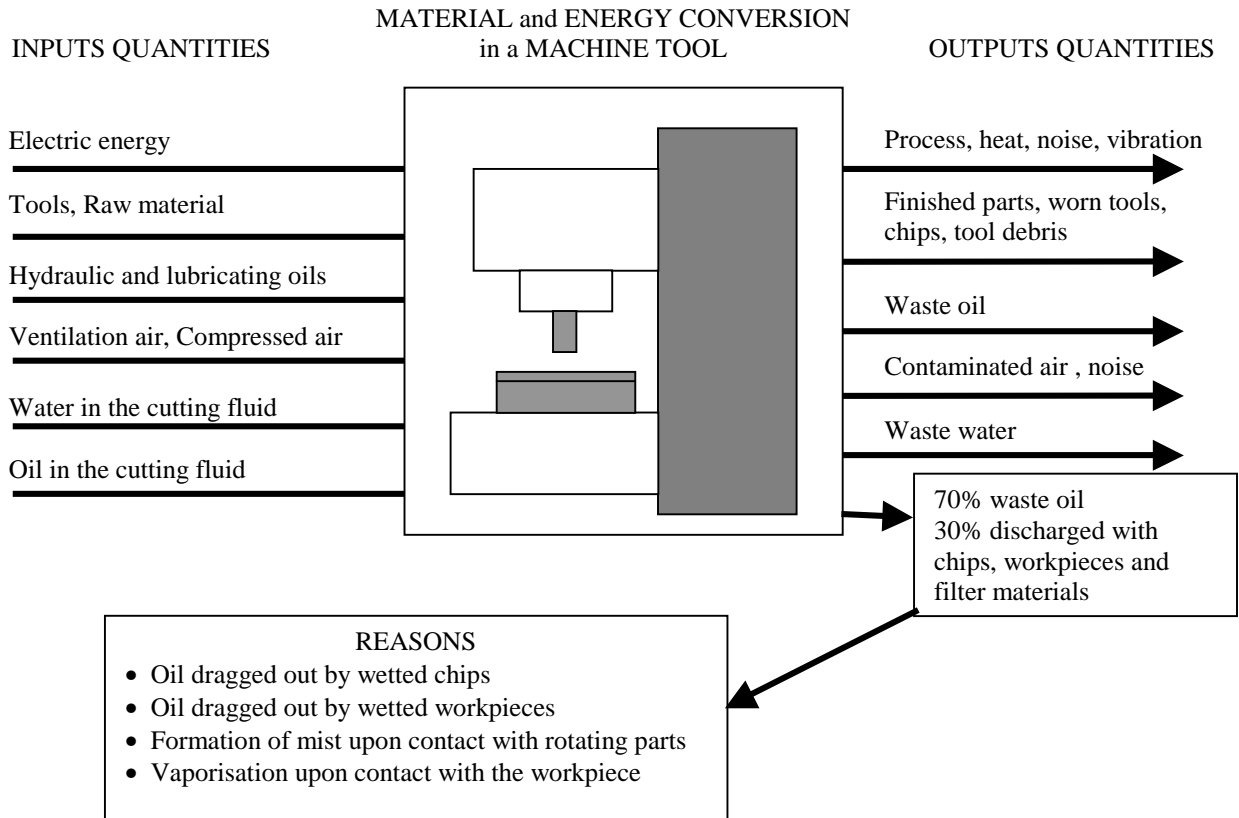 MATERIAL and ENERGY CONVERSION
in a MACHINE TOOL
INPUTS QUANTITIES
OUTPUTS QUANTITIES
Electric energy
Tools, Raw material
Hydraulic and lubricating oils
Ventilation air, Compressed air
Water in the cutting fluid
Oil in the cutting fluid
Process, heat, noise, vibration
Finished parts, worn tools,
chips, tool debris
Waste oil
Contaminated air , noise
Waste water
70% waste oil
30% discharged with
chips, workpieces and
filter materials
REASONS
• Oil dragged out by wetted chips
• Oil dragged out by wetted workpieces
• Formation of mist upon contact with rotating parts
• Vaporisation upon contact with the workpiece